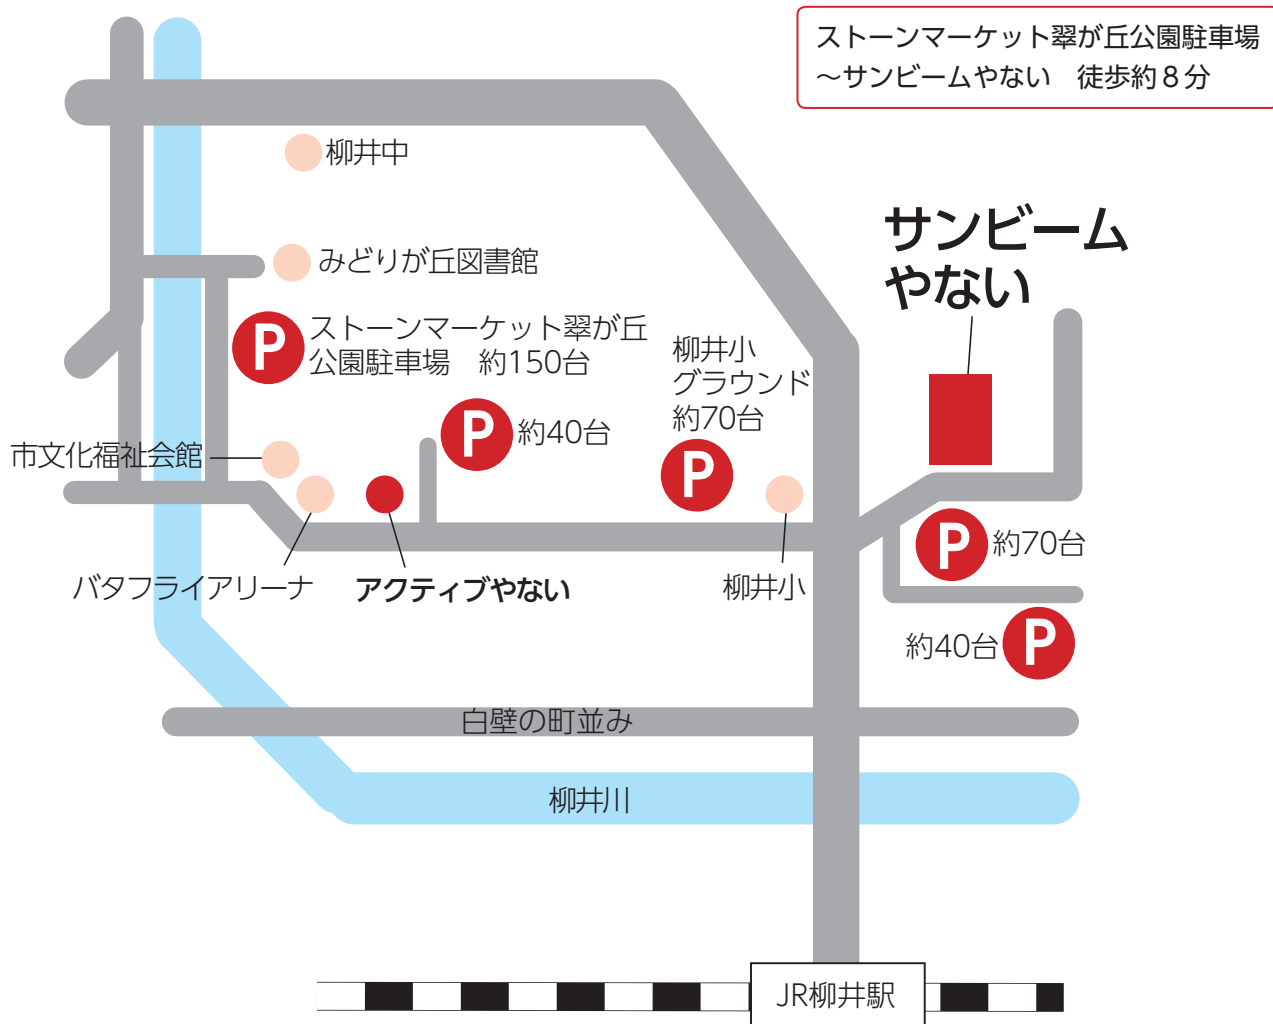 ストーンマーケット翠が丘公園駐車場
～サンビームやない　徒歩約８分
柳井中
サンビーム
やない
みどりが丘図書館
P
ストーンマーケット翠が丘
公園駐車場　約150台
柳井小
グラウンド
約70台
P
P
約40台
市文化福祉会館
P
約70台
バタフライアリーナ
アクティブやない
柳井小
約40台
P
白壁の町並み
柳井川
JR柳井駅